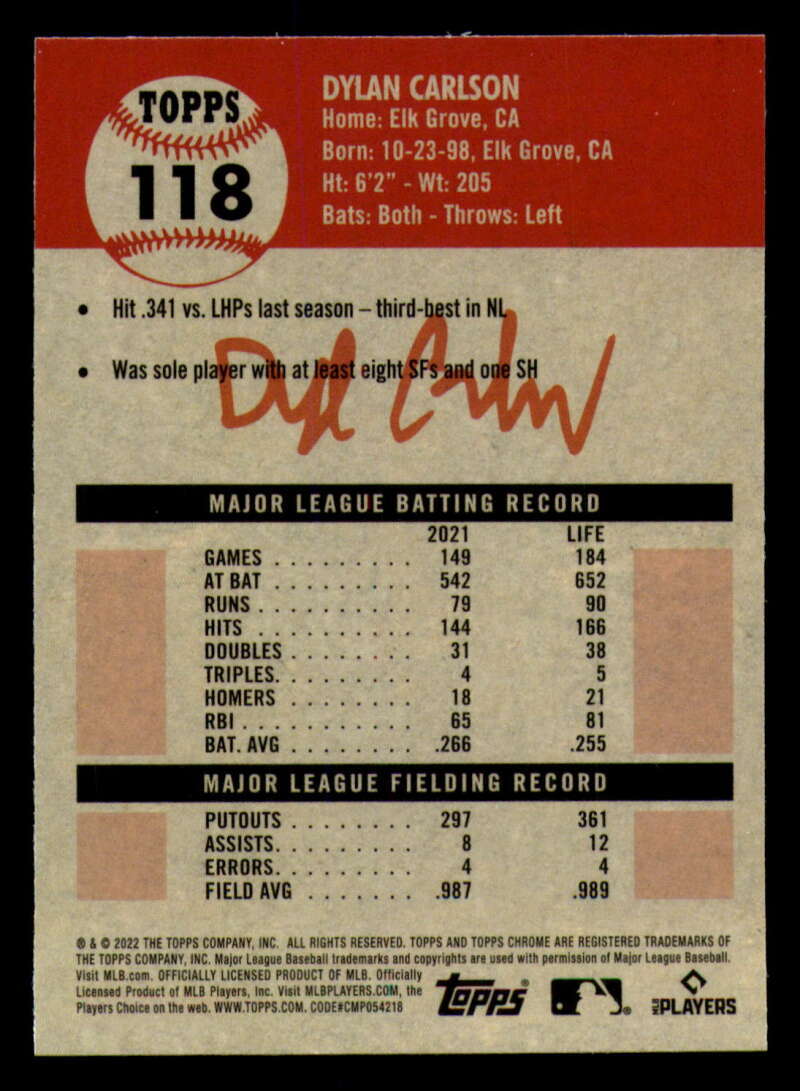 TOPPS
118
DYLAN CARLSON
Home: Elk Grove, CA
Born: 10-23-98, Elk Grove, CA
Ht: 6'2" - Wt: 205
Bats: Both - Throws: Left
• Hit .341 vs. LHPs last season – third-best in NL
• Was sole player with at least eight SFs and one SH
MAJOR LEAGUE BATTING RECORD
2021 LIFE
GAMES . . . . . . . . . 149 184
AT BAT . . . . . . . . . 542 652
RUNS . . . . . . . . . . 79 90
HITS . . . . . . . . . . 144 166
DOUBLES . . . . . . . . 31 38
TRIPLES. . . . . . . . . 4 5
HOMERS . . . . . . . . 18 21
RBI . . . . . . . . . . . 65 81
BAT. AVG . . . . . . . . .266 .255
MAJOR LEAGUE FIELDING RECORD
PUTOUTS . . . . . . . . 297 361
ASSISTS. . . . . . . . . 8 12
ERRORS. . . . . . . . . 4 4
FIELD AVG . . . . . . . .987 .989
® & © 2022 THE TOPPS COMPANY, INC. ALL RIGHTS RESERVED. TOPPS AND TOPPS CHROME ARE REGISTERED TRADEMARKS OF
THE TOPPS COMPANY, INC. Major League Baseball trademarks and copyrights are used with permission of Major League Baseball.
Visit MLB.com. OFFICIALLY LICENSED PRODUCT OF MLB. Officially
Licensed Product of MLB Players, Inc. Visit MLBPLAYERS.COM, the
Players Choice on the web. WWW.TOPPS.COM. CODE#CMP054218
topps®
MLB PLAYERS